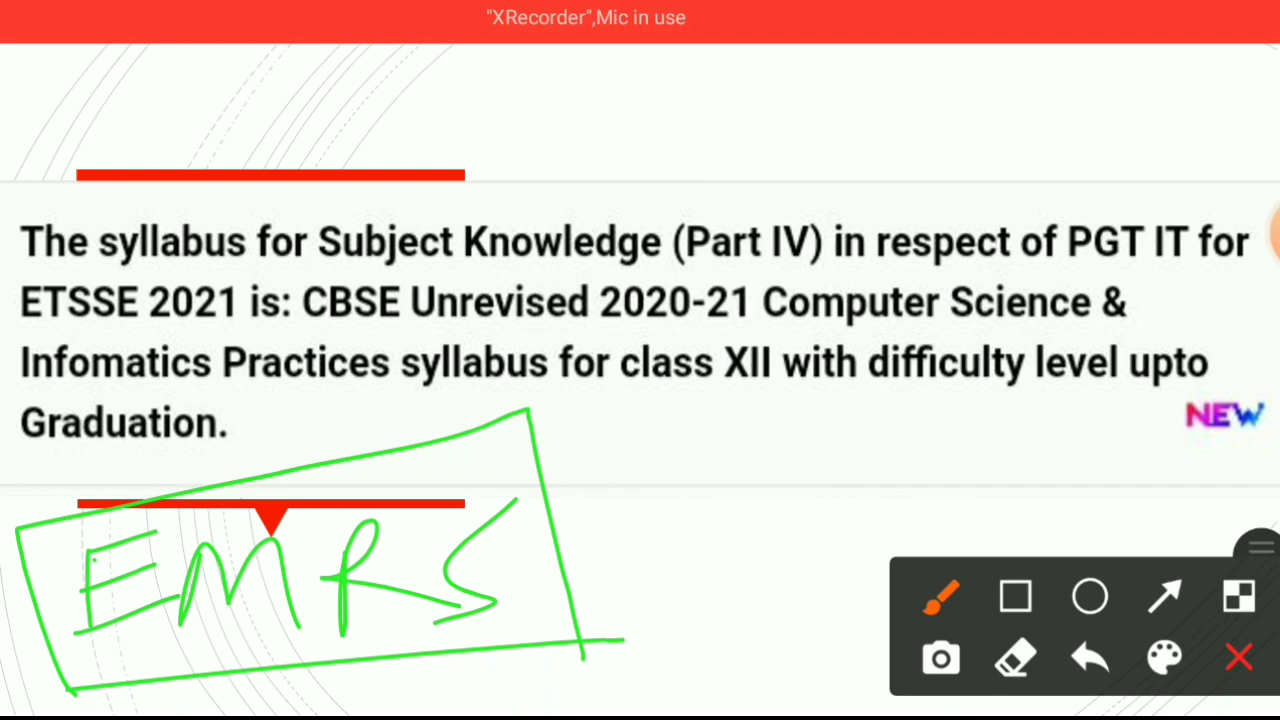 "XRecorder",Mic in use
The syllabus for Subject Knowledge (Part IV) in respect of PGT IT for
ETSSE 2021 is: CBSE Unrevised 2020-21 Computer Science &
Infomatics Practices syllabus for class XII with difficulty level upto
Graduation.
NEW
EMRS